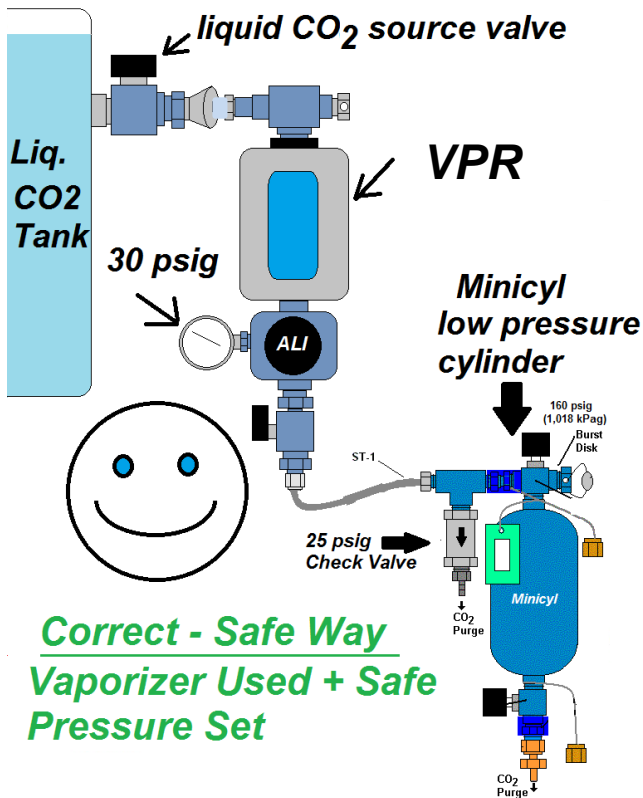 liquid CO2 source valve
Liq.
CO2
Tank
VPR
30 psig
ALI
Minicyl
low pressure
cylinder
160 psig
(1,018 kPag)
Burst
Disk
ST-1
25 psig
Check Valve
CO2
Purge
Minicyl
Correct - Safe Way
Vaporizer Used + Safe
Pressure Set
CO2
Purge